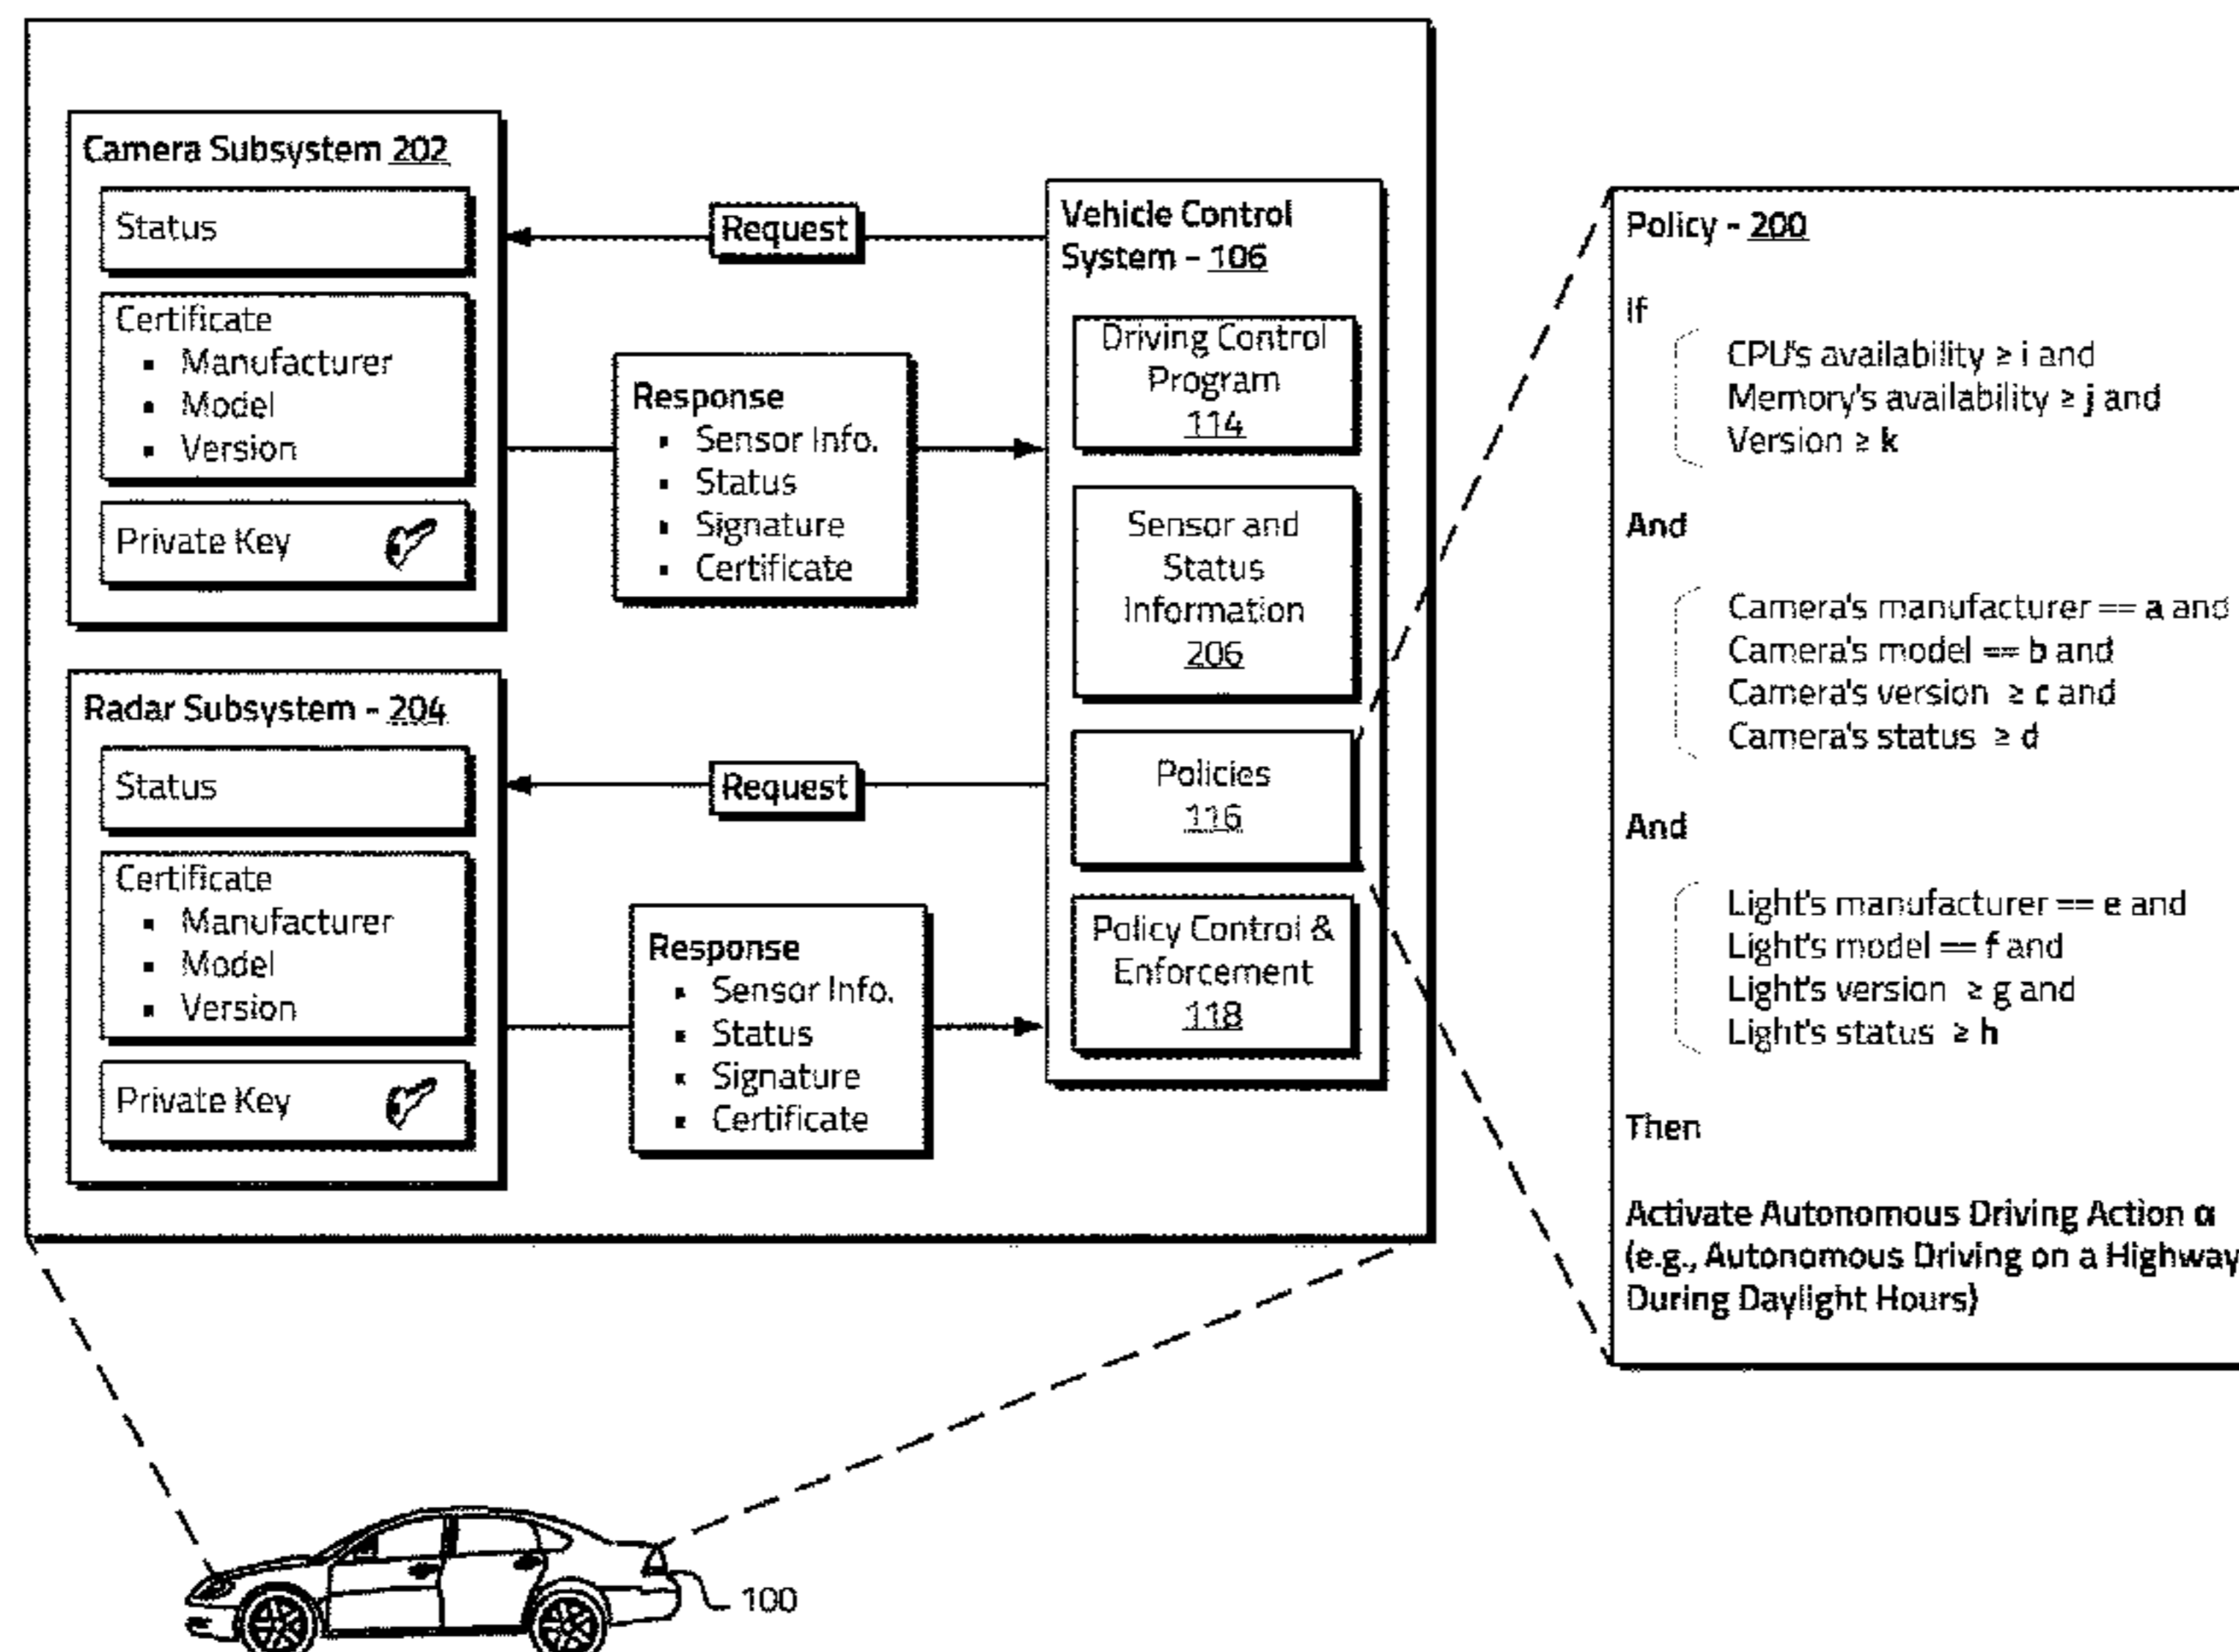 Camera Subsystem 202
Status
Certificate
▪ Manufacturer
▪ Model
▪ Version
Private Key
Request
Response
▪ Sensor Info.
▪ Status
▪ Signature
▪ Certificate
Radar Subsystem - 204
Status
Certificate
▪ Manufacturer
▪ Model
▪ Version
Private Key
Request
Response
▪ Sensor Info.
▪ Status
▪ Signature
▪ Certificate
Vehicle Control
System - 106
Driving Control
Program
114
Sensor and
Status
Information
206
Policies
116
Policy Control &
Enforcement
118
Policy - 200
If
CPU's availability ≥ i and
Memory's availability ≥ j and
Version ≥ k
And
Camera's manufacturer == a and
Camera's model == b and
Camera's version ≥ c and
Camera's status ≥ d
And
Light's manufacturer == e and
Light's model == f and
Light's version ≥ g and
Light's status ≥ h
Then
Activate Autonomous Driving Action α
(e.g., Autonomous Driving on a Highway
During Daylight Hours)
100